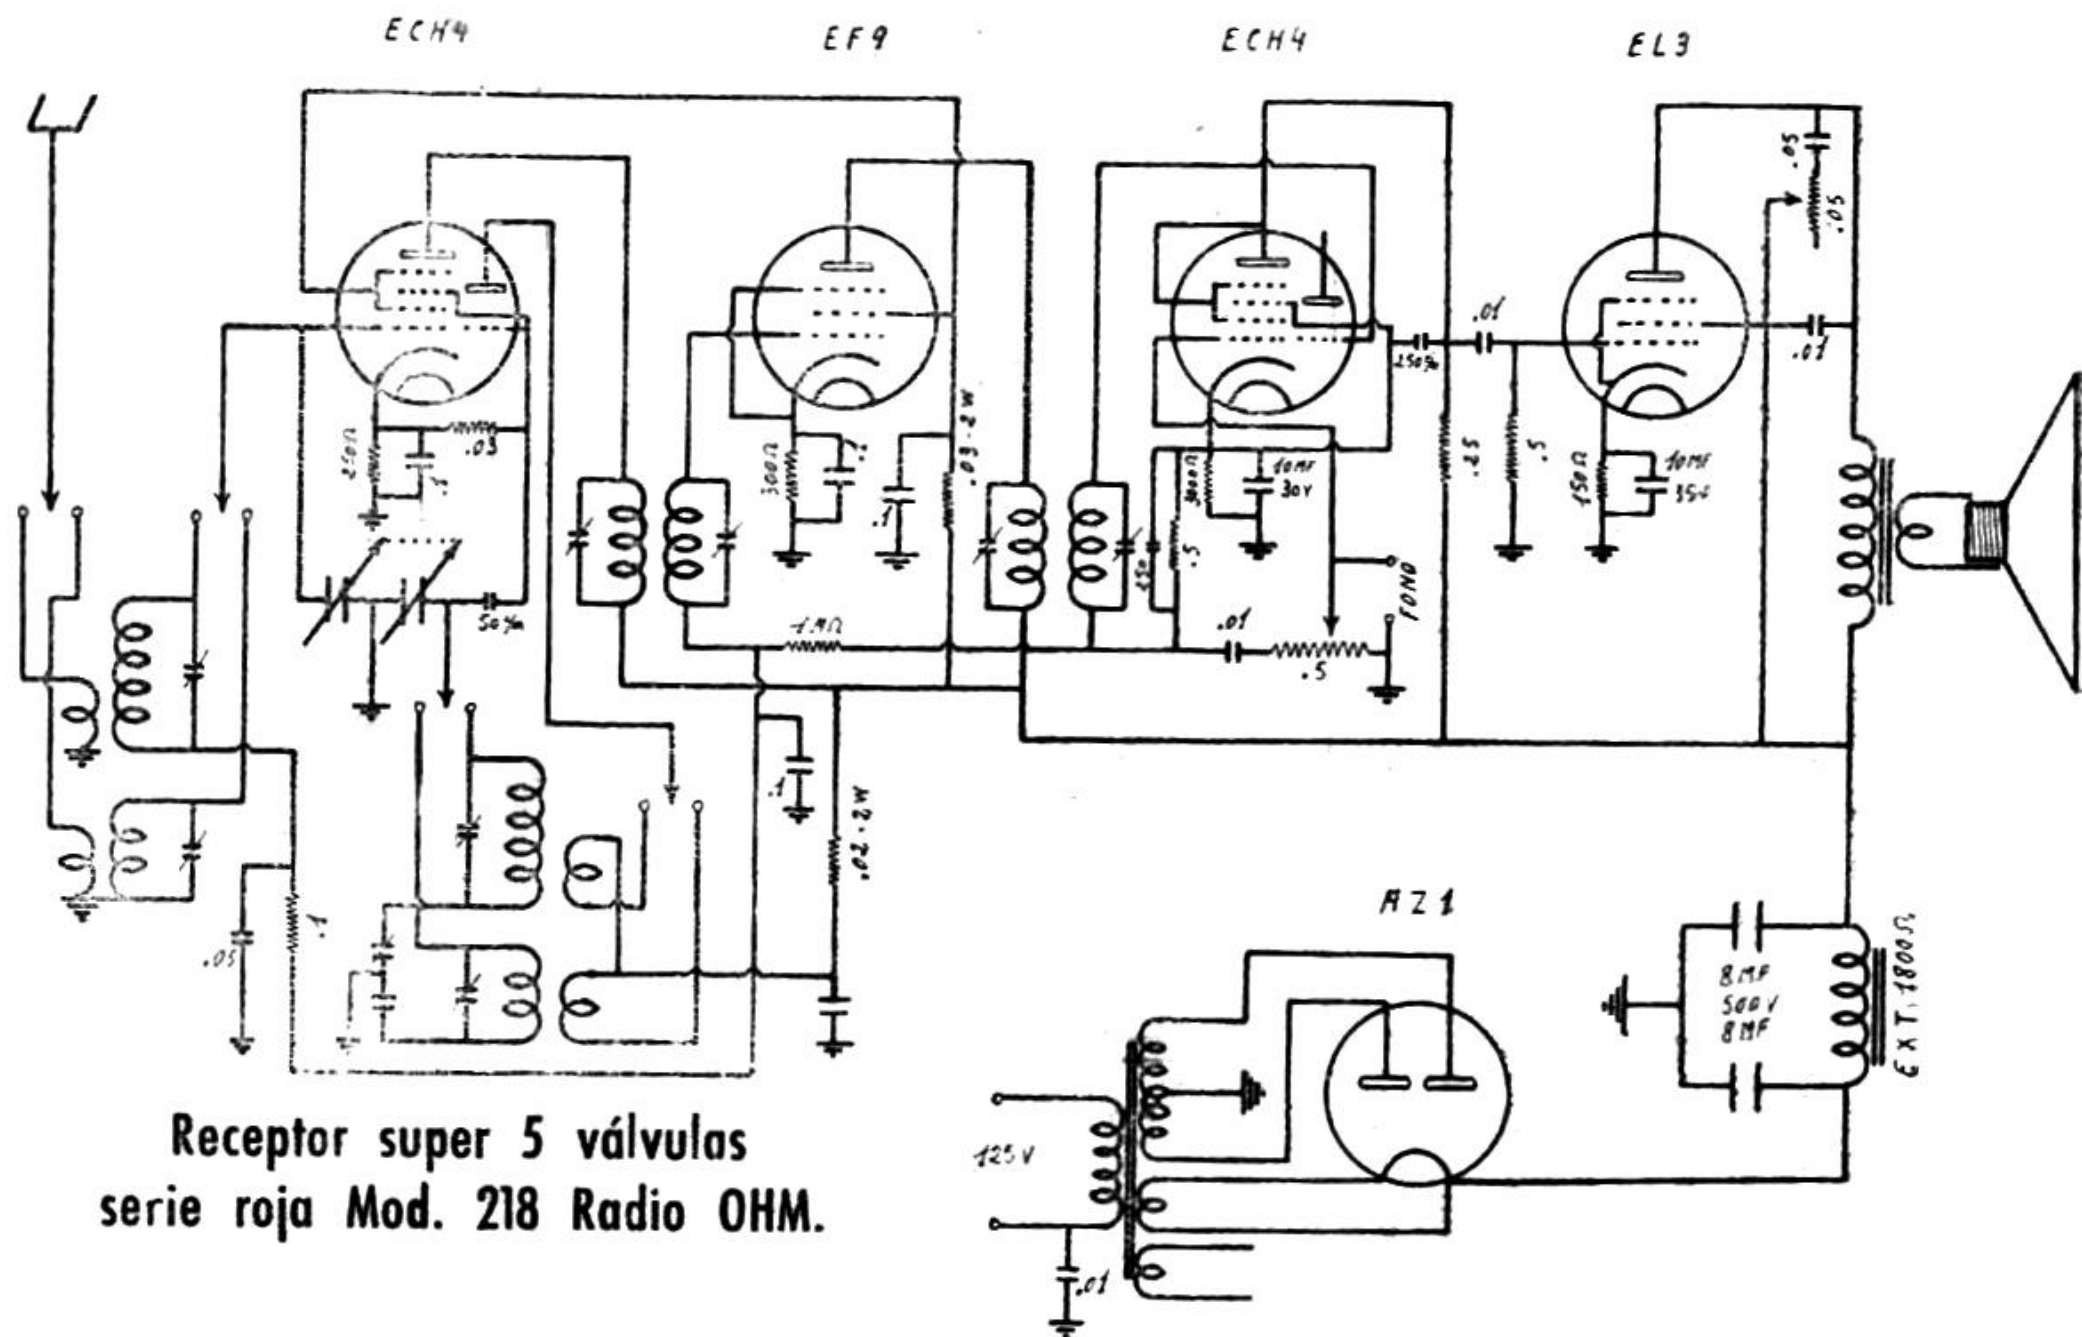 ECH4
EF9
ECH4
EL3
.05
.05
.01
.01
250Ω
.03
.1
300Ω
.1
.1
.03-2W
300Ω
10MF
30V
.25
.5
150Ω
10MF
35V
250
.5
FONO
.01
.5
1MΩ
.1
.02-2W
.05
.1
AZ1
8MF
500V
8MF
EXT. 1800Ω
125V
.01
Receptor super 5 válvulas
serie roja Mod. 218 Radio OHM.